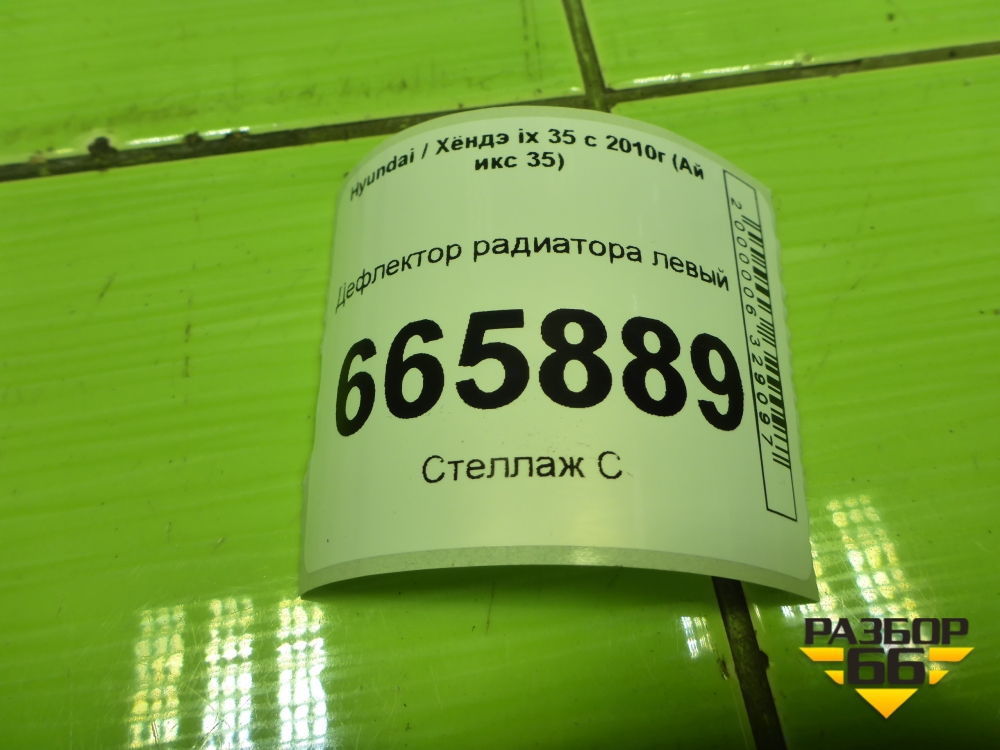 Hyundai / Хёндэ ix 35 с 2010г (Ай
икс 35)
Дефлектор радиатора левый
665889
Стеллаж С
2000006329097
РАЗБОР
66